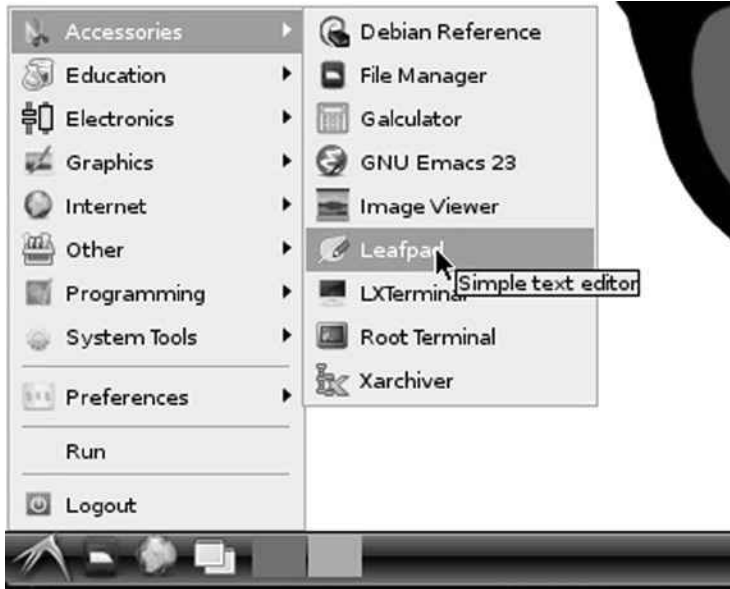 Accessories
Education
Electronics
Graphics
Internet
Other
Programming
System Tools
Preferences
Run
Logout
Debian Reference
File Manager
Galculator
GNU Emacs 23
Image Viewer
Leafpad
Simple text editor
LXTerminal
Root Terminal
Xarchiver